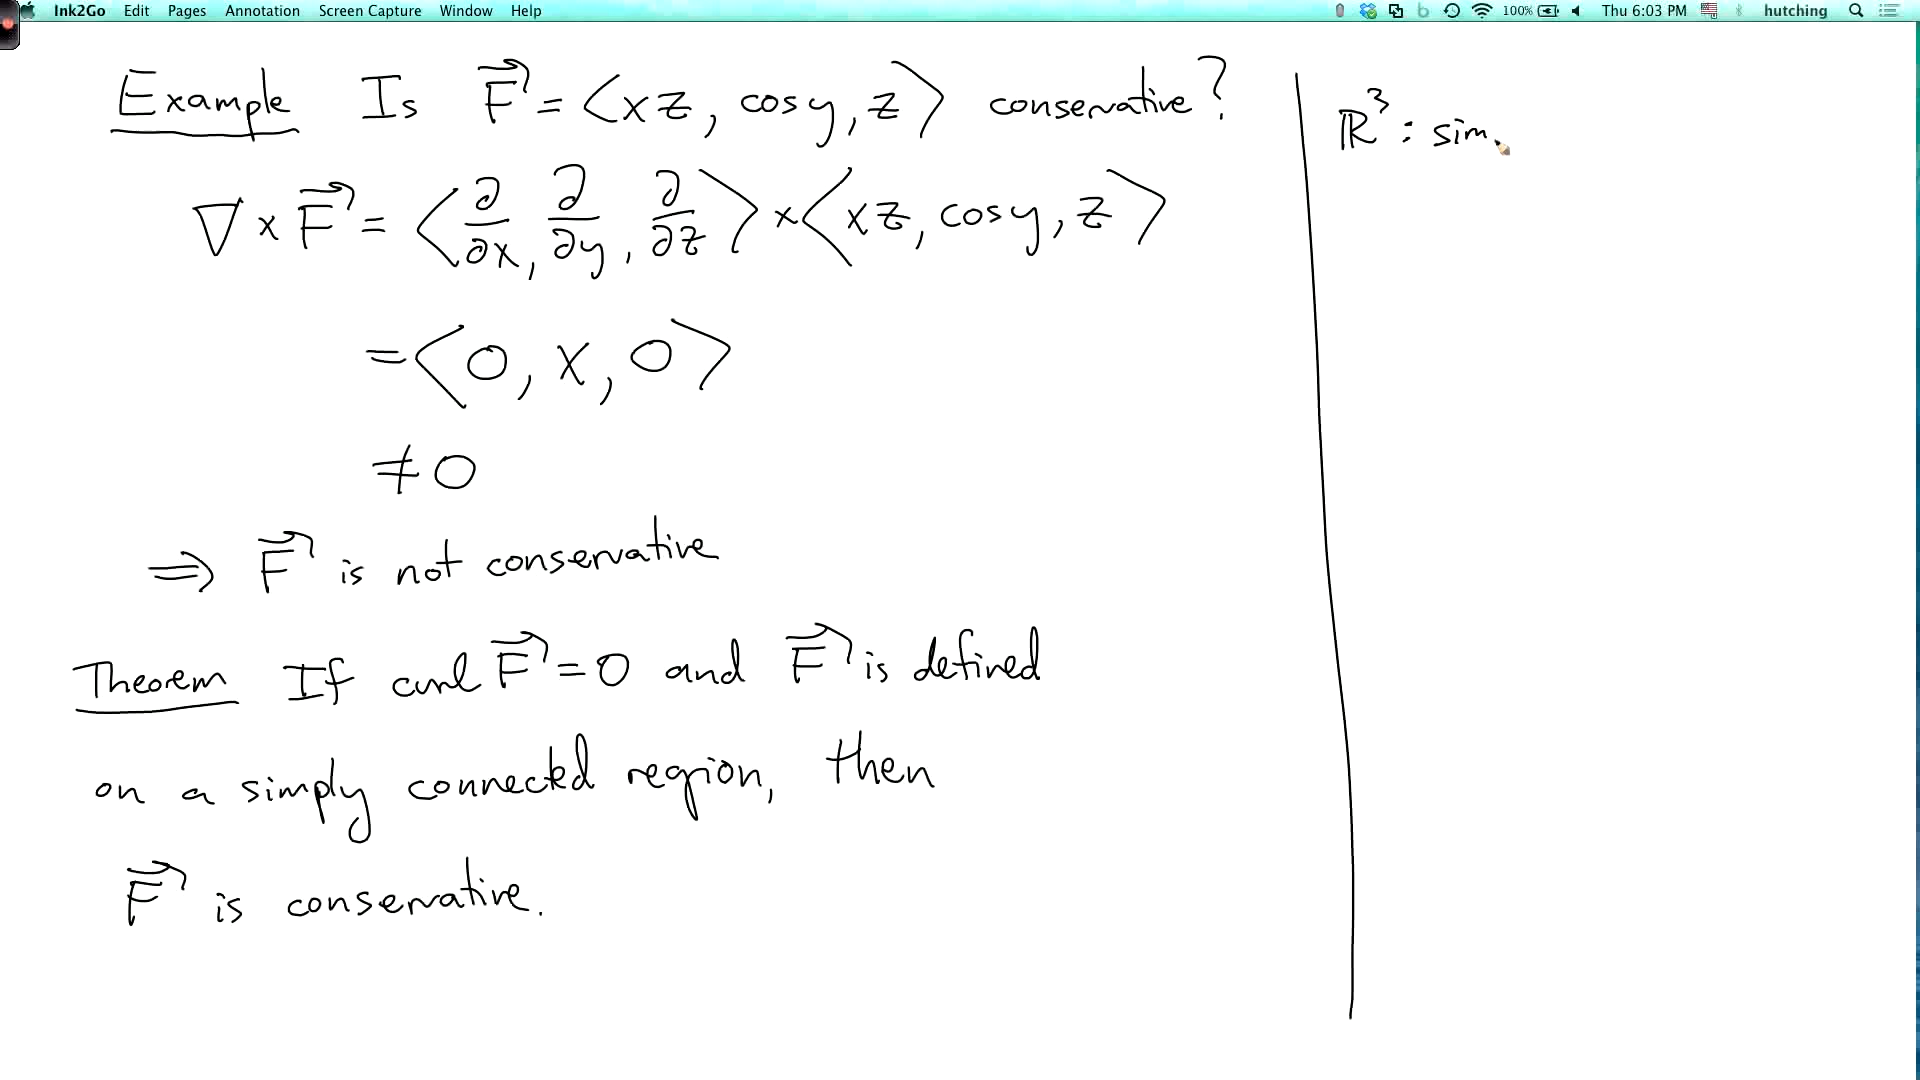 Ink2Go Edit Pages Annotation Screen Capture Window Help 100% Thu 6:03 PM hutching
Example Is F⃗ = <xz, cosy, z> conservative?
∇ × F⃗ = <∂/∂x, ∂/∂y, ∂/∂z> × <xz, cosy, z>
= <0, x, 0>
≠ 0
⇒ F⃗ is not conservative
Theorem If curl F⃗ = 0 and F⃗ is defined
on a simply connected region, then
F⃗ is conservative.
ℝ³ : sim